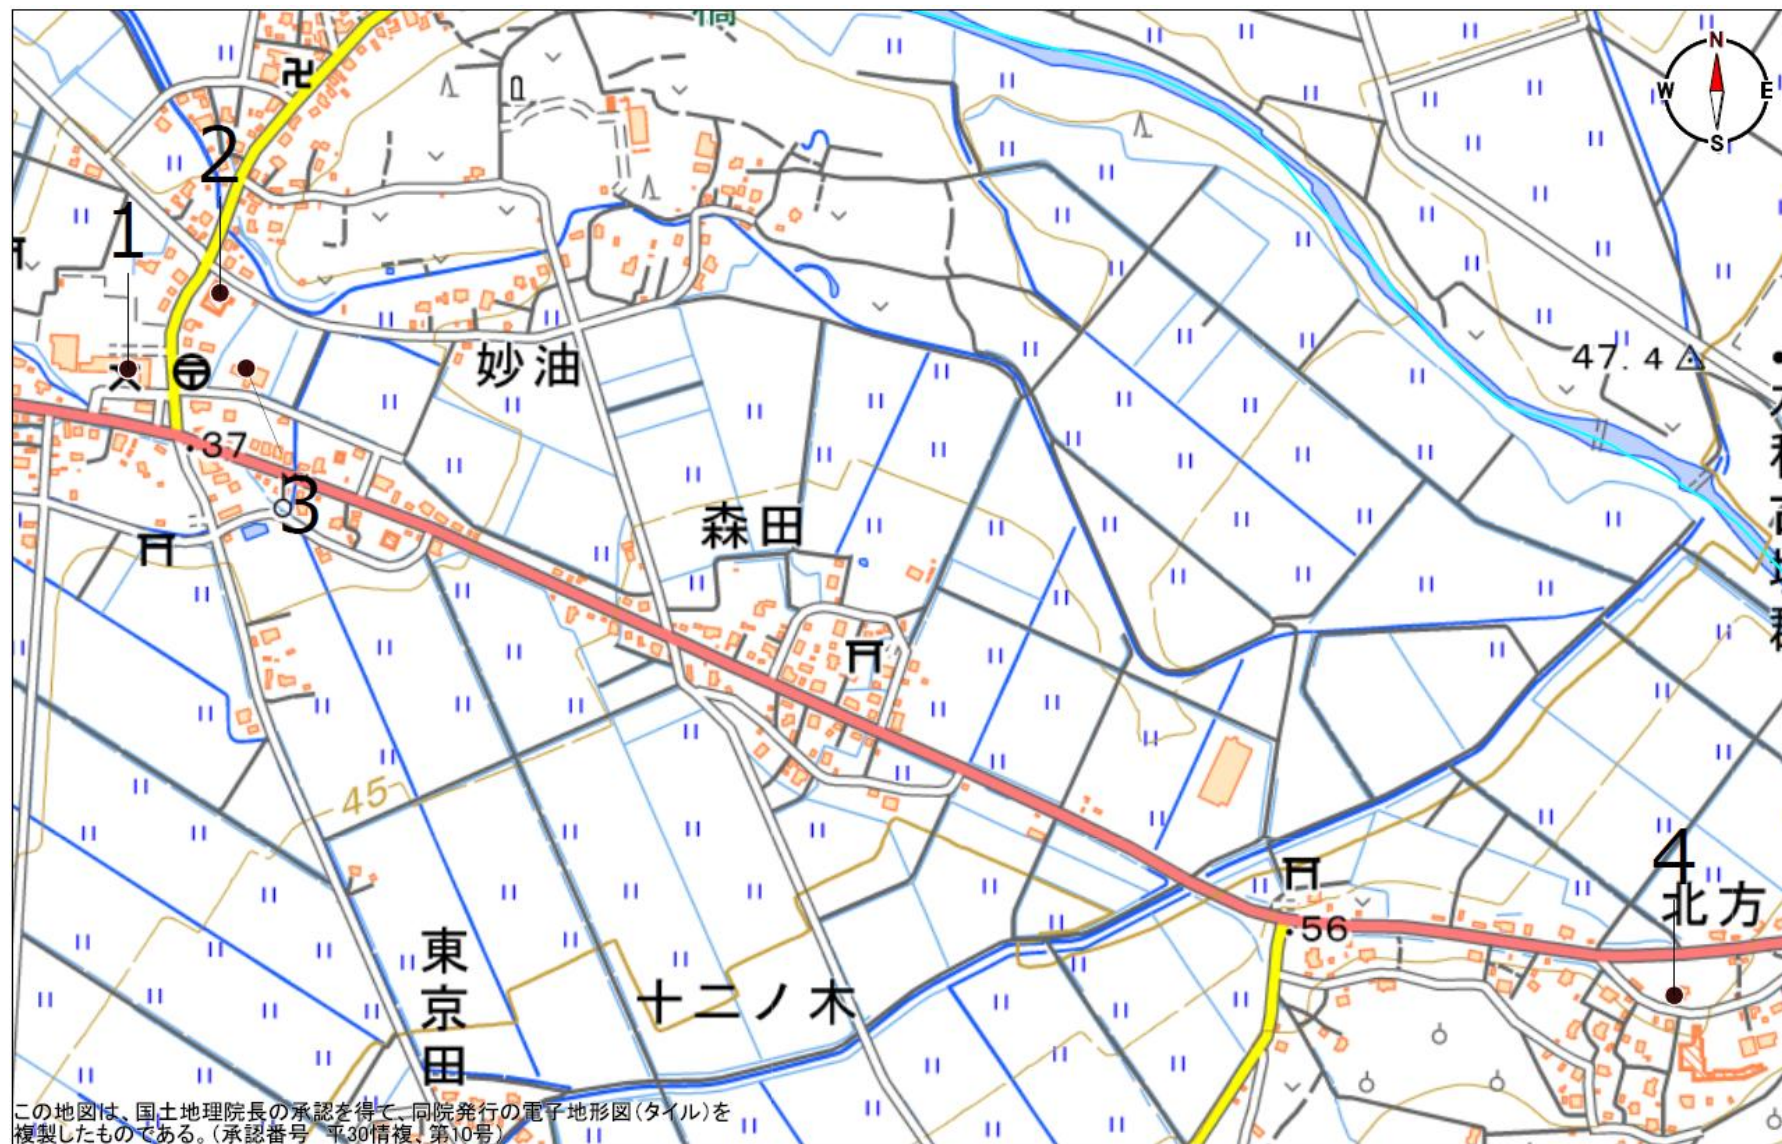 N
W E
S
2
1
47.4
妙油
.37
3
森田
45
4
北方
.56
東京田
十二ノ木
この地図は、国土地理院長の承認を得て、同院発行の電子地形図(タイル)を
複製したものである。(承認番号 平30情複、第10号)